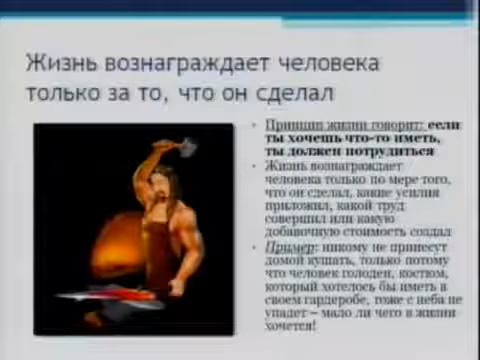 Жизнь вознаграждает человека
только за то, что он сделал
• Принцип жизни говорит: если
ты хочешь что-то иметь,
ты должен потрудиться
• Жизнь вознаграждает
человека только по мере того,
что он сделал, какие усилия
приложил, какой труд
совершил или какую
добавочную стоимость создал
• Пример: никому не принесут
домой кушать, только потому
что человек голоден, костюм,
который хотелось бы иметь в
своем гардеробе, тоже с неба не
упадет – мало ли чего в жизни
хочется!